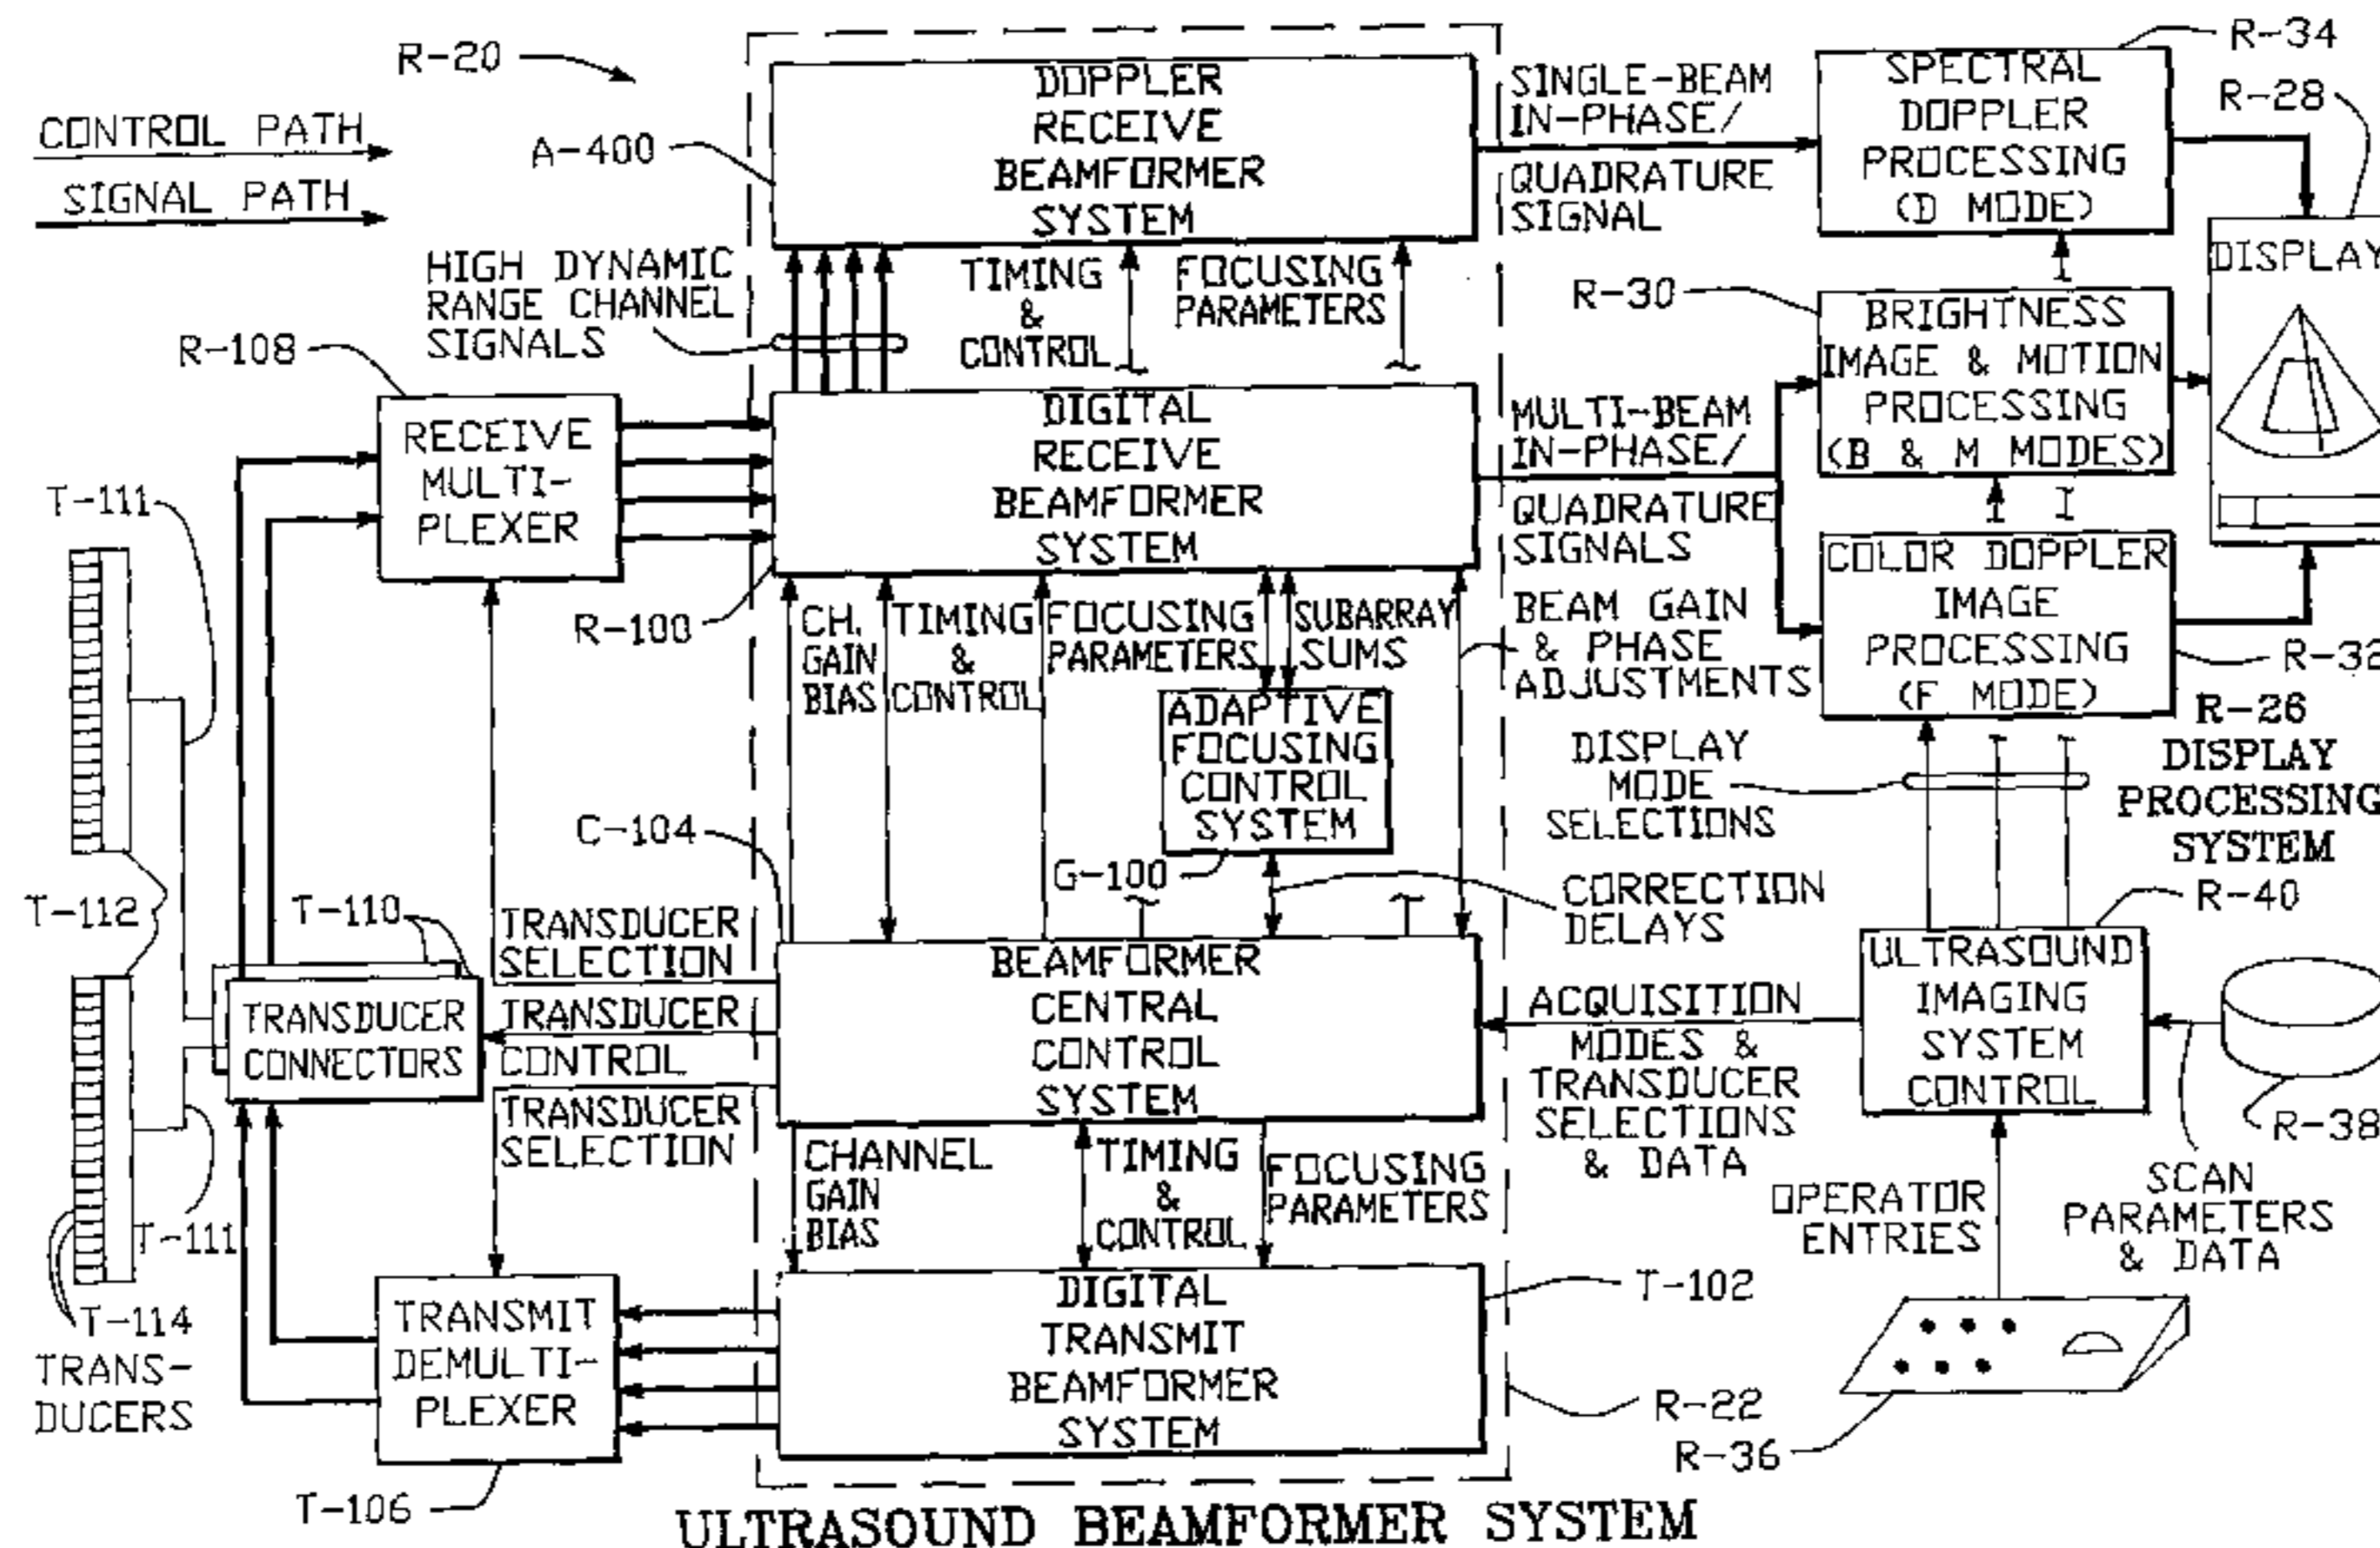 R-20
CONTROL PATH
SIGNAL PATH
A-400
DOPPLER
RECEIVE
BEAMFORMER
SYSTEM
SINGLE-BEAM
IN-PHASE/
QUADRATURE
SIGNAL
SPECTRAL
DOPPLER
PROCESSING
(D MODE)
R-34
R-28
DISPLAY
HIGH DYNAMIC
RANGE CHANNEL
SIGNALS
TIMING
&
CONTROL
FOCUSING
PARAMETERS
R-30
BRIGHTNESS
IMAGE & MOTION
PROCESSING
(B & M MODES)
R-108
RECEIVE
MULTI-
PLEXER
DIGITAL
RECEIVE
BEAMFORMER
SYSTEM
MULTI-BEAM
IN-PHASE/
QUADRATURE
SIGNALS
T-111
R-100
CH.
GAIN
BIAS
TIMING
&
CONTROL
FOCUSING
PARAMETERS
SUBARRAY
SUMS
BEAM GAIN
& PHASE
ADJUSTMENTS
COLOR DOPPLER
IMAGE
PROCESSING
(F MODE)
R-32
R-26
DISPLAY
PROCESSING
SYSTEM
ADAPTIVE
FOCUSING
CONTROL
SYSTEM
DISPLAY
MODE
SELECTIONS
C-104
G-100
CORRECTION
DELAYS
R-40
T-112
T-110
TRANSDUCER
SELECTION
TRANSDUCER
CONNECTORS
TRANSDUCER
CONTROL
TRANSDUCER
SELECTION
BEAMFORMER
CENTRAL
CONTROL
SYSTEM
ACQUISITION
MODES &
TRANSDUCER
SELECTIONS
& DATA
ULTRASOUND
IMAGING
SYSTEM
CONTROL
R-38
SCAN
PARAMETERS
& DATA
OPERATOR
ENTRIES
CHANNEL
GAIN
BIAS
TIMING
&
CONTROL
FOCUSING
PARAMETERS
T-111
T-114
TRANS-
DUCERS
TRANSMIT
DEMULTI-
PLEXER
DIGITAL
TRANSMIT
BEAMFORMER
SYSTEM
T-102
R-22
R-36
T-106
ULTRASOUND BEAMFORMER SYSTEM